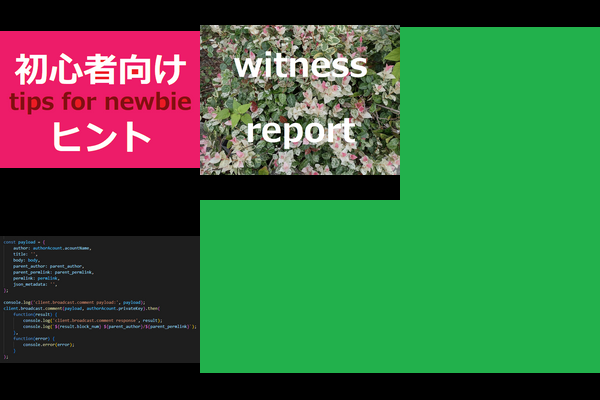 初心者向け
tips for newbie
ヒント
witness
report
const payload = {
author: authorAcount.acountName,
title: '',
body: body,
parent_author: parent_author,
parent_permlink: parent_permlink,
permlink: permlink,
json_metadata: '',
};
console.log('client.broadcast.comment payload:', payload);
client.broadcast.comment(payload, authorAcount.privateKey).then(
function(result) {
console.log('client.broadcast.comment response', result);
console.log(`${result.block_num} ${parent_author}/${parent_permlink}`);
},
function(error) {
console.error(error);
}
);